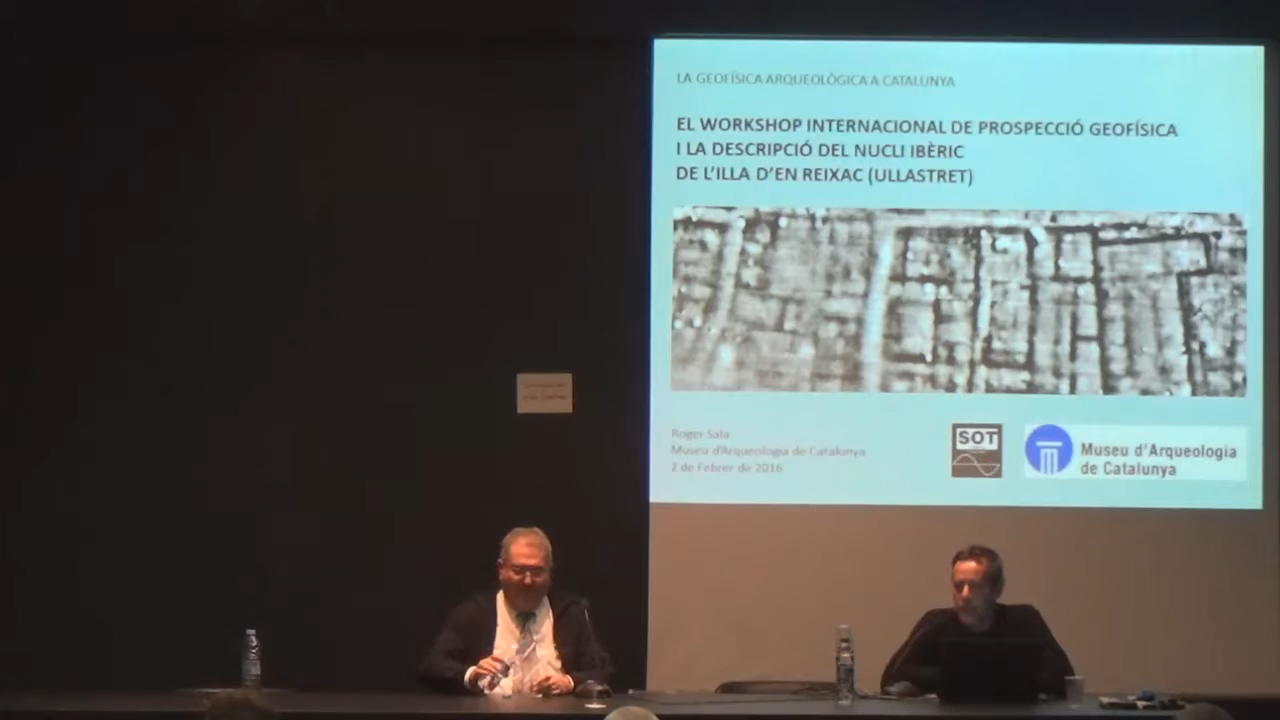 LA GEOFÍSICA ARQUEOLÒGICA A CATALUNYA
EL WORKSHOP INTERNACIONAL DE PROSPECCIÓ GEOFÍSICA
I LA DESCRIPCIÓ DEL NUCLI IBÈRIC
DE L'ILLA D'EN REIXAC (ULLASTRET)
Roger Sala
Museu d'Arqueologia de Catalunya
2 de Febrer de 2016
SOT
Museu d'Arqueologia
de Catalunya